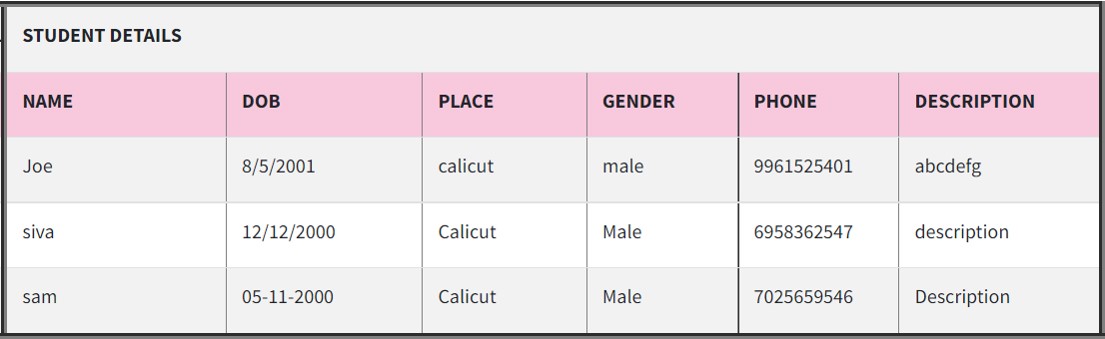 STUDENT DETAILS
NAME DOB PLACE GENDER PHONE DESCRIPTION
Joe 8/5/2001 calicut male 9961525401 abcdefg
siva 12/12/2000 Calicut Male 6958362547 description
sam 05-11-2000 Calicut Male 7025659546 Description